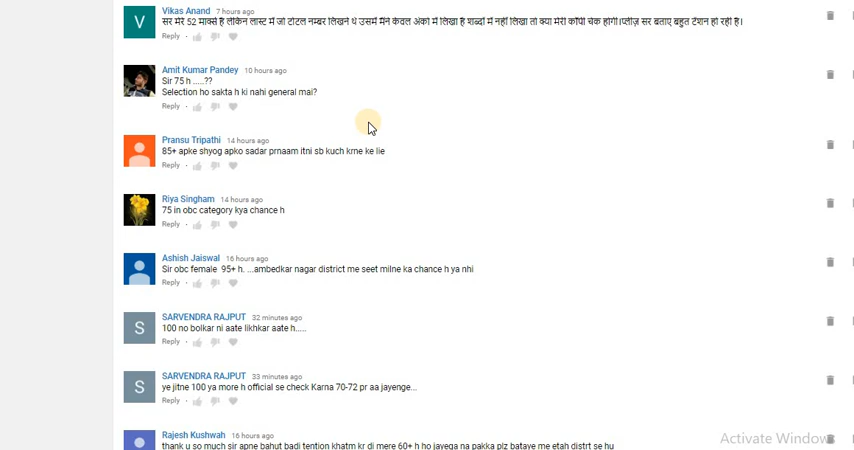 Vikas Anand 7 hours ago
सर मेरे 52 मार्क्स है लेकिन लास्ट में जो टोटल नम्बर लिखने थे उसमें मैंने केवल अंको में लिखा है शब्दों में नहीं लिखा तो क्या मेरी कॉपी चेक होगी।प्लीज़ सर बताए बहुत टेंशन हो रही है।
Reply
Amit Kumar Pandey 10 hours ago
Sir 75 h .....??
Selection ho sakta h ki nahi general mai?
Reply
Pransu Tripathi 14 hours ago
85+ apke shyog apko sadar prnaam itni sb kuch krne ke lie
Reply
Riya Singham 14 hours ago
75 in obc category kya chance h
Reply
Ashish Jaiswal 16 hours ago
Sir obc female 95+ h. ...ambedkar nagar district me seet milne ka chance h ya nhi
Reply
S
SARVENDRA RAJPUT 32 minutes ago
100 no bolkar ni aate likhkar aate h.....
Reply
S
SARVENDRA RAJPUT 33 minutes ago
ye jitne 100 ya more h official se check Karna 70-72 pr aa jayenge...
Reply
Rajesh Kushwah 16 hours ago
thank u so much sir apne bahut badi tention khatm kr di mere 60+ h ho jayega na pakka plz bataye me etah distrt se hu
V
Activate Windows